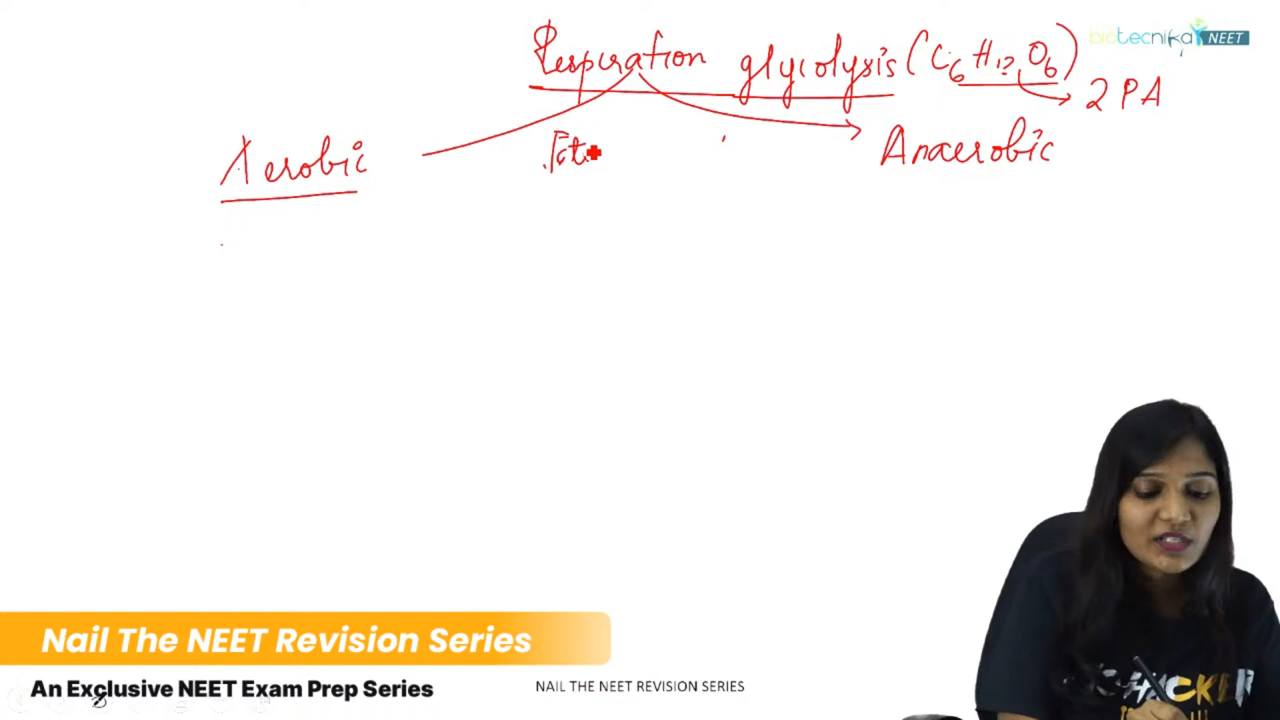 biotecnika NEET
Respiration glycolysis (C6H12O6)
2 PA
Aerobic
Anaerobic
Nail The NEET Revision Series
An Exclusive NEET Exam Prep Series
NAIL THE NEET REVISION SERIES
HACKER